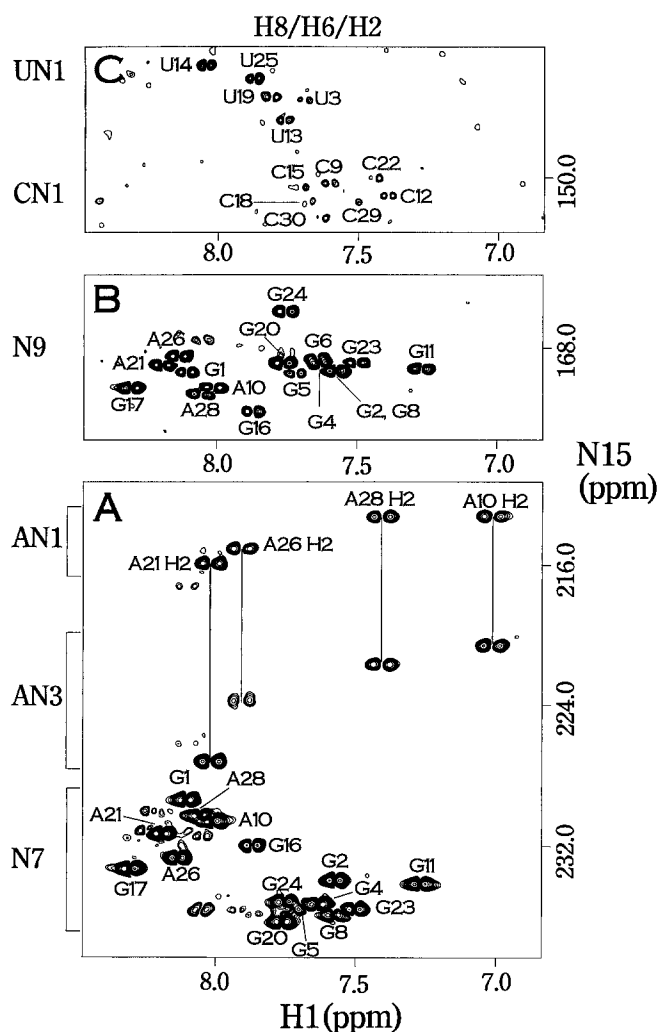 H8/H6/H2
UN1
C
U14
U25
U19
U3
U13
CN1
C15
C9
C22
C18
C12
C30
C29
150.0
8.0 7.5 7.0
N9
B
G24
A26
G20
G6
G23
G11
A21
G1
G5
G17
A28
A10
G16
G4
G2, G8
168.0
8.0 7.5 7.0
N15
(ppm)
A
AN1
A28 H2
A10 H2
A21 H2
A26 H2
216.0
AN3
224.0
G1
A28
A21
A10
N7
G16
232.0
G17
A26
G2
G11
G24
G4
G23
G20
G5
G8
8.0 7.5 7.0
H1(ppm)